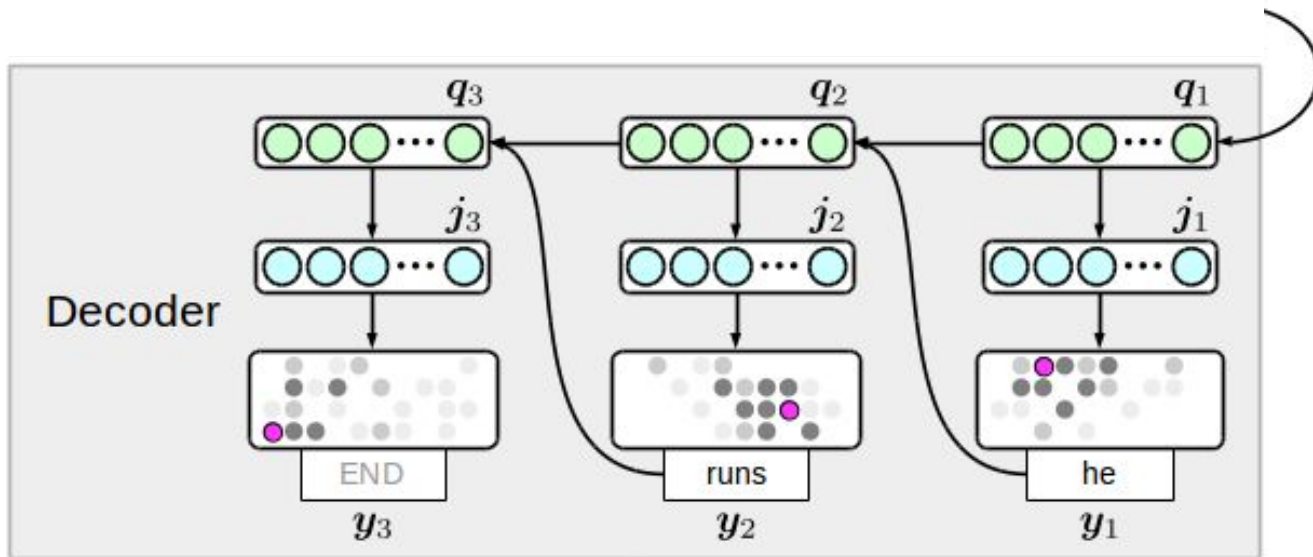 q3 q2 q1
j3 j2 j1
Decoder
END runs he
y3 y2 y1